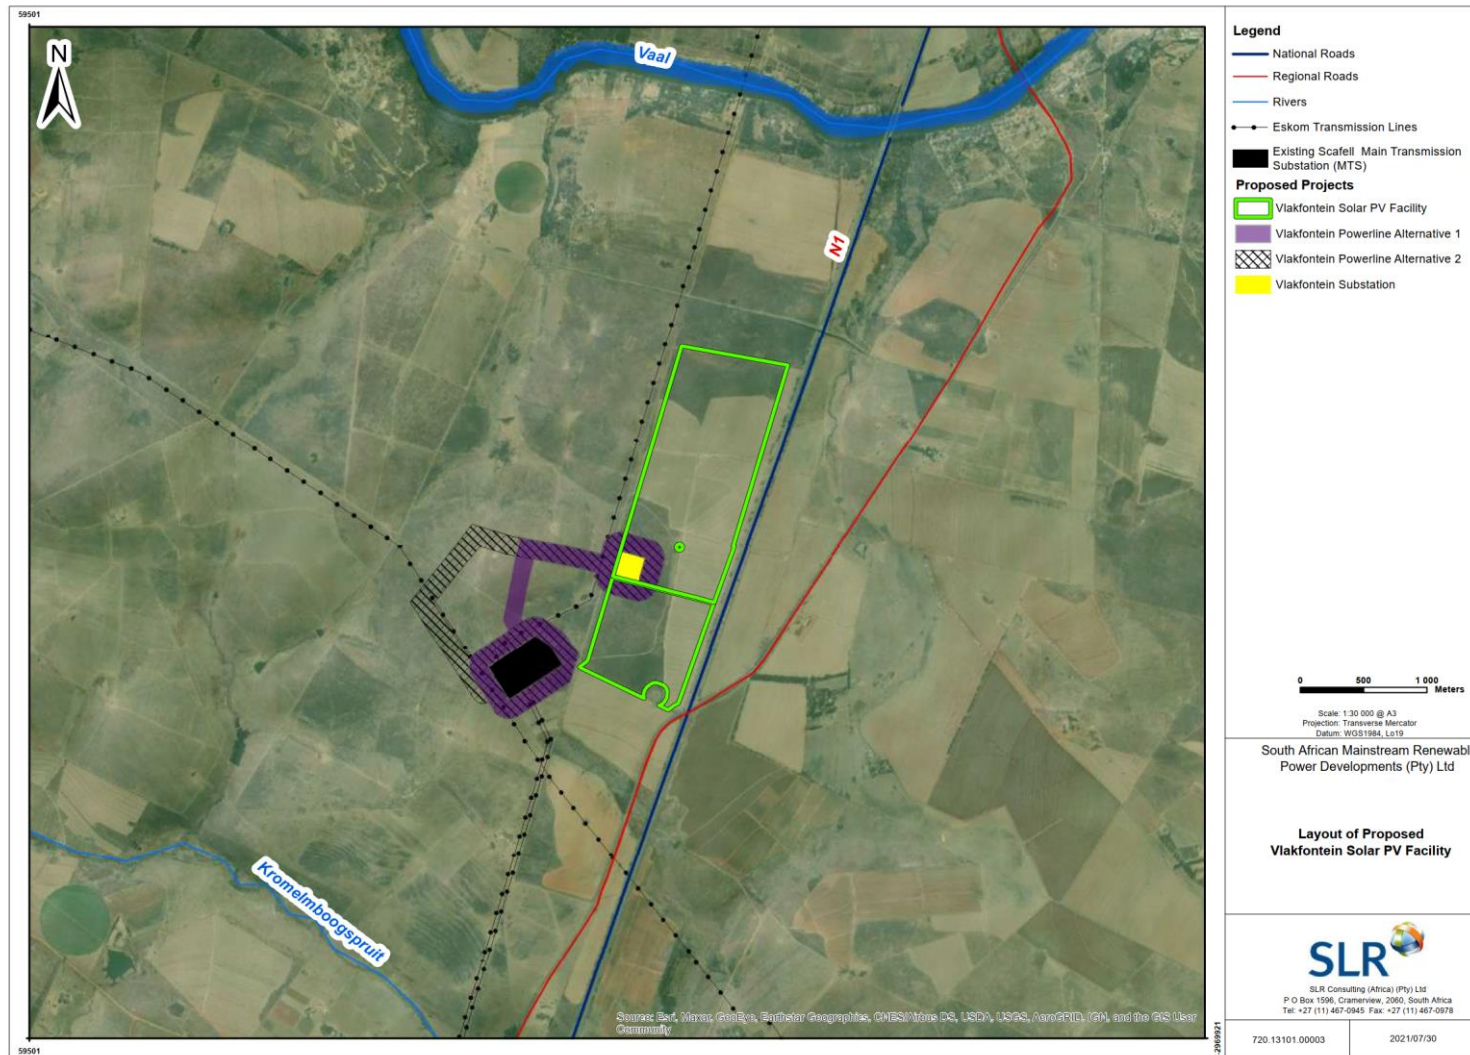 59501
N
Vaal
N1
Kromelmboogspruit
Source: Esri, Maxar, GeoEye, Earthstar Geographics, CNES/Airbus DS, USDA, USGS, AeroGRID, IGN, and the GIS User
Community
59501
-2969921
Legend
National Roads
Regional Roads
Rivers
Eskom Transmission Lines
Existing Scafell Main Transmission
Substation (MTS)
Proposed Projects
Vlakfontein Solar PV Facility
Vlakfontein Powerline Alternative 1
Vlakfontein Powerline Alternative 2
Vlakfontein Substation
0 500 1 000
Meters
Scale: 1:30 000 @ A3
Projection: Transverse Mercator
Datum: WGS1984, Lo19
South African Mainstream Renewabl
Power Developments (Pty) Ltd
Layout of Proposed
Vlakfontein Solar PV Facility
SLR
SLR Consulting (Africa) (Pty) Ltd
P O Box 1596, Cramerview, 2060, South Africa
Tel: +27 (11) 467-0945 Fax: +27 (11) 467-0978
720.13101.00003
2021/07/30